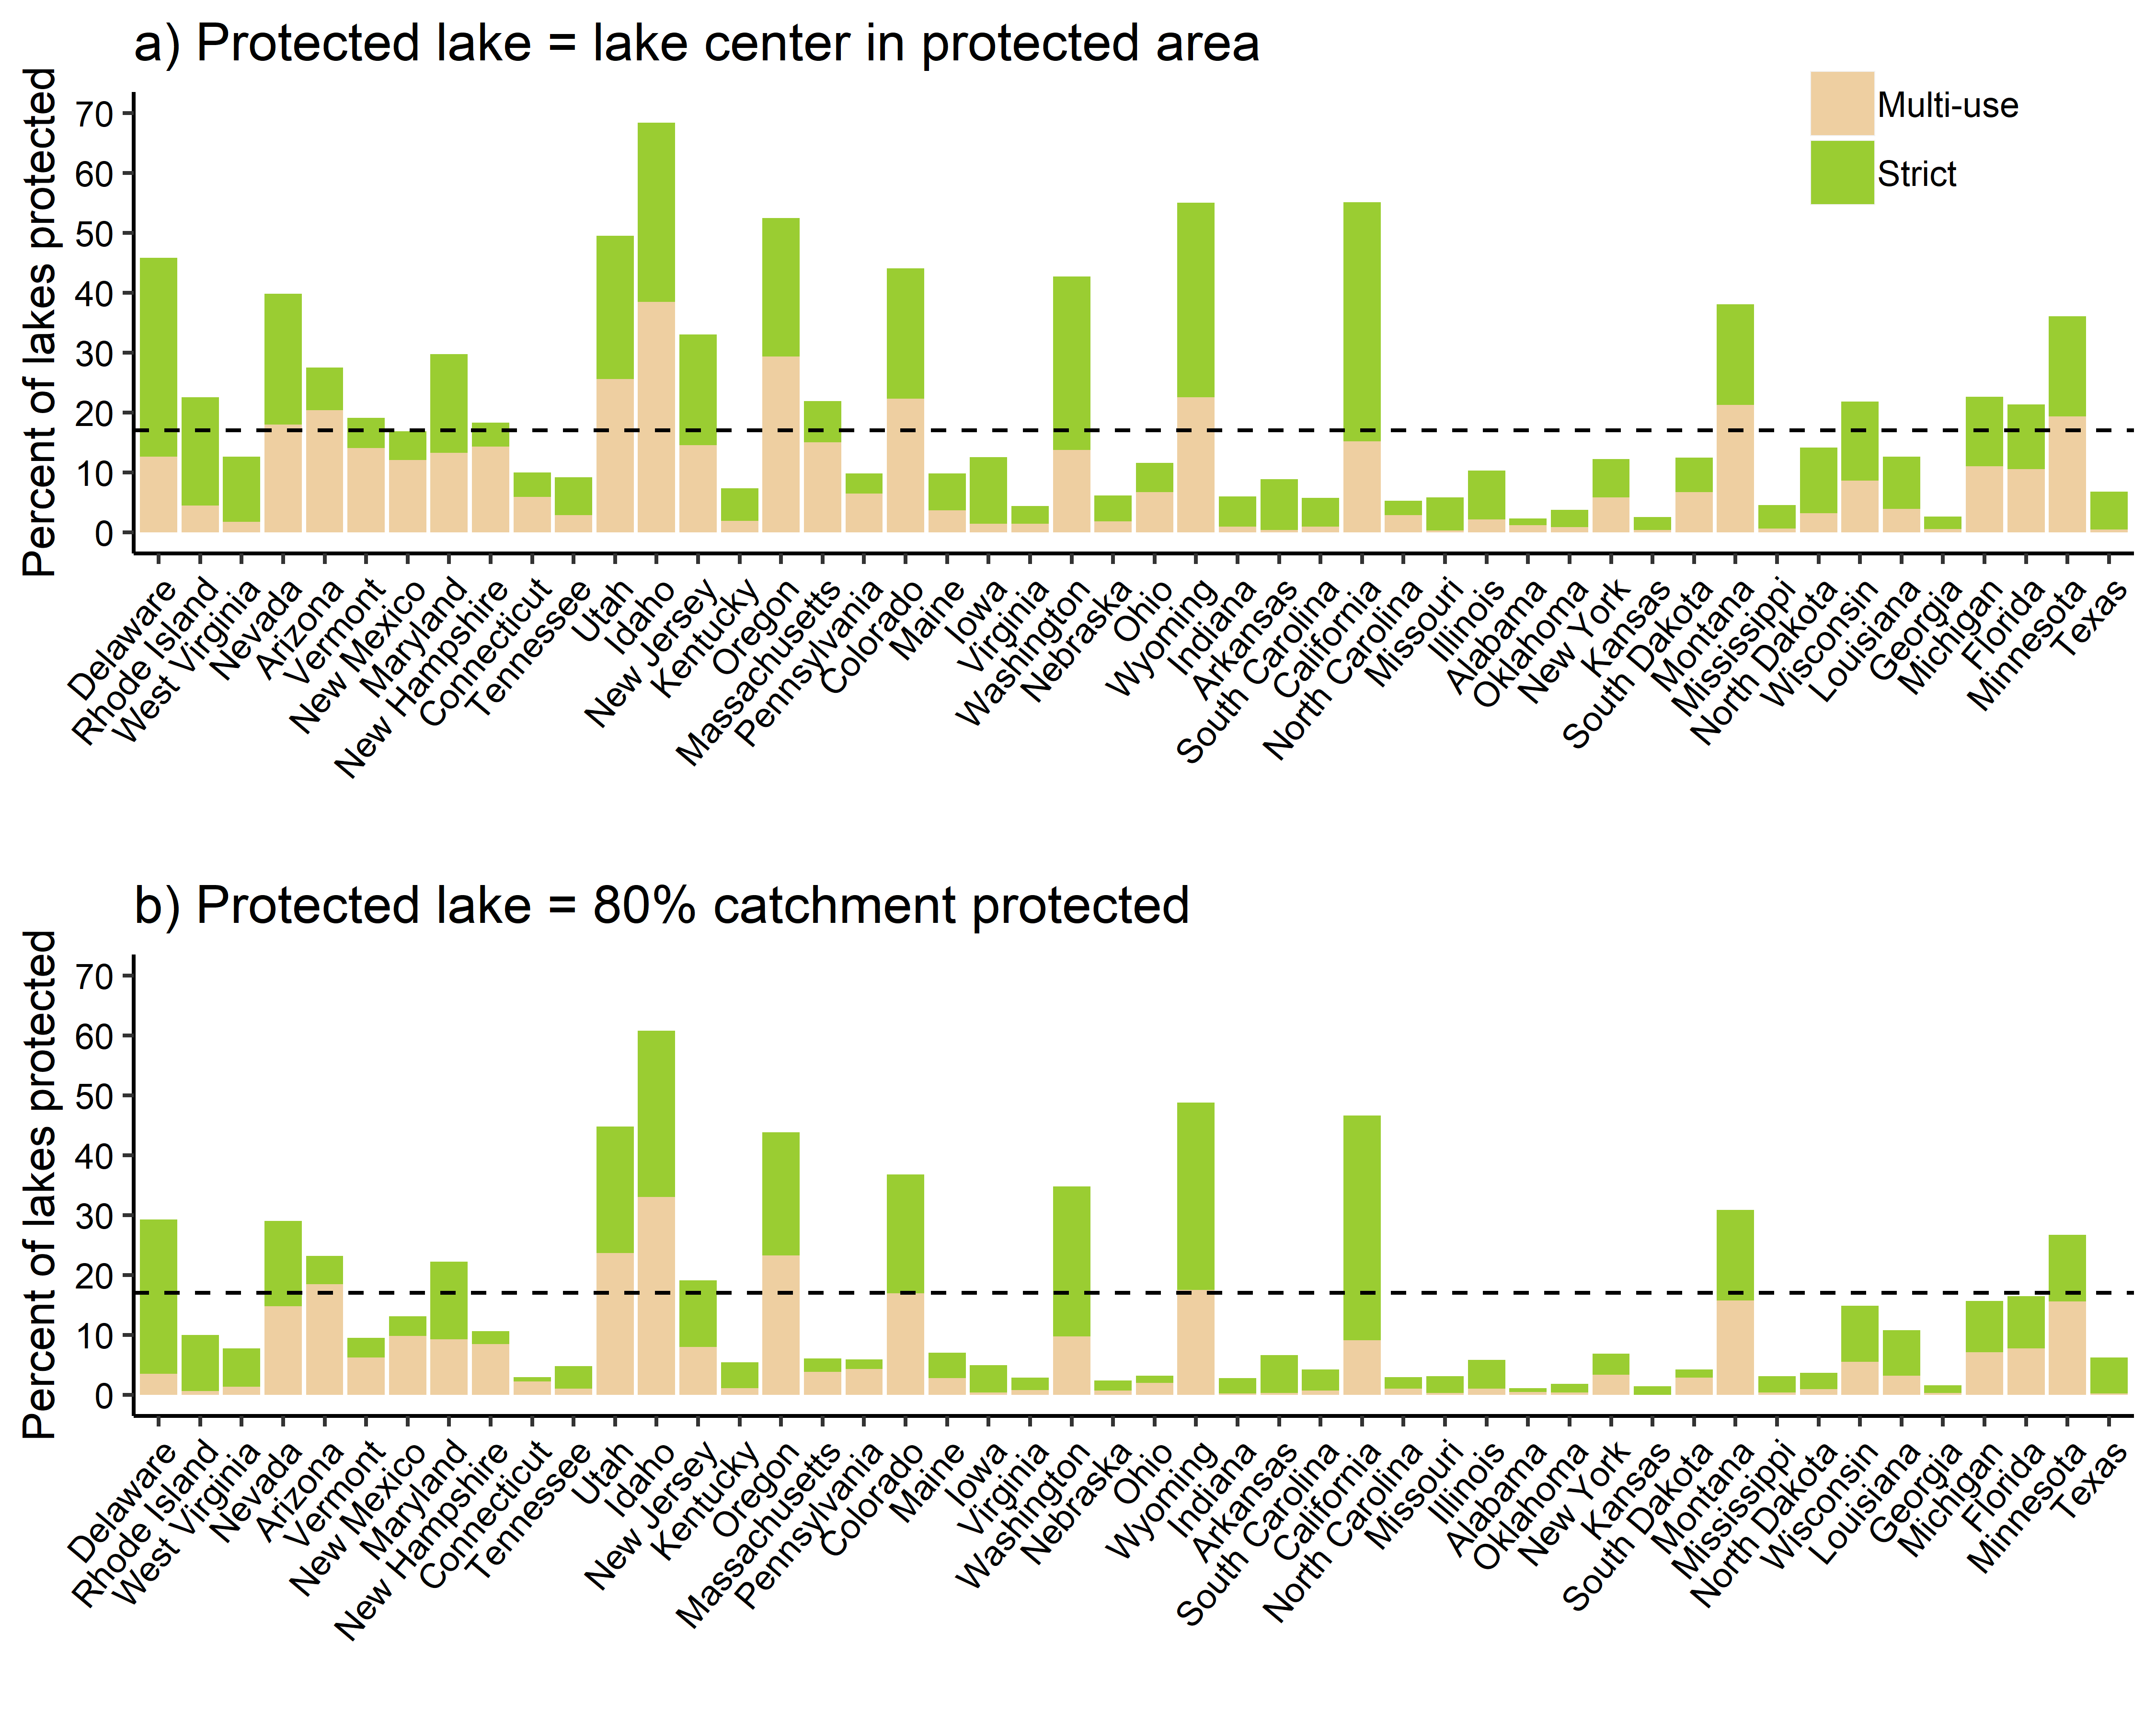 a) Protected lake = lake center in protected area
Percent of lakes protected
70
60
50
40
30
20
10
0
Multi-use
Strict
Delaware
Rhode Island
West Virginia
Nevada
Arizona
Vermont
New Mexico
Maryland
New Hampshire
Connecticut
Tennessee
Utah
Idaho
New Jersey
Kentucky
Oregon
Massachusetts
Pennsylvania
Colorado
Maine
Iowa
Virginia
Washington
Nebraska
Ohio
Wyoming
Indiana
Arkansas
South Carolina
California
North Carolina
Missouri
Illinois
Alabama
Oklahoma
New York
Kansas
South Dakota
Montana
Mississippi
North Dakota
Wisconsin
Louisiana
Georgia
Michigan
Florida
Minnesota
Texas
b) Protected lake = 80% catchment protected
Percent of lakes protected
70
60
50
40
30
20
10
0
Delaware
Rhode Island
West Virginia
Nevada
Arizona
Vermont
New Mexico
Maryland
New Hampshire
Connecticut
Tennessee
Utah
Idaho
New Jersey
Kentucky
Oregon
Massachusetts
Pennsylvania
Colorado
Maine
Iowa
Virginia
Washington
Nebraska
Ohio
Wyoming
Indiana
Arkansas
South Carolina
California
North Carolina
Missouri
Illinois
Alabama
Oklahoma
New York
Kansas
South Dakota
Montana
Mississippi
North Dakota
Wisconsin
Louisiana
Georgia
Michigan
Florida
Minnesota
Texas